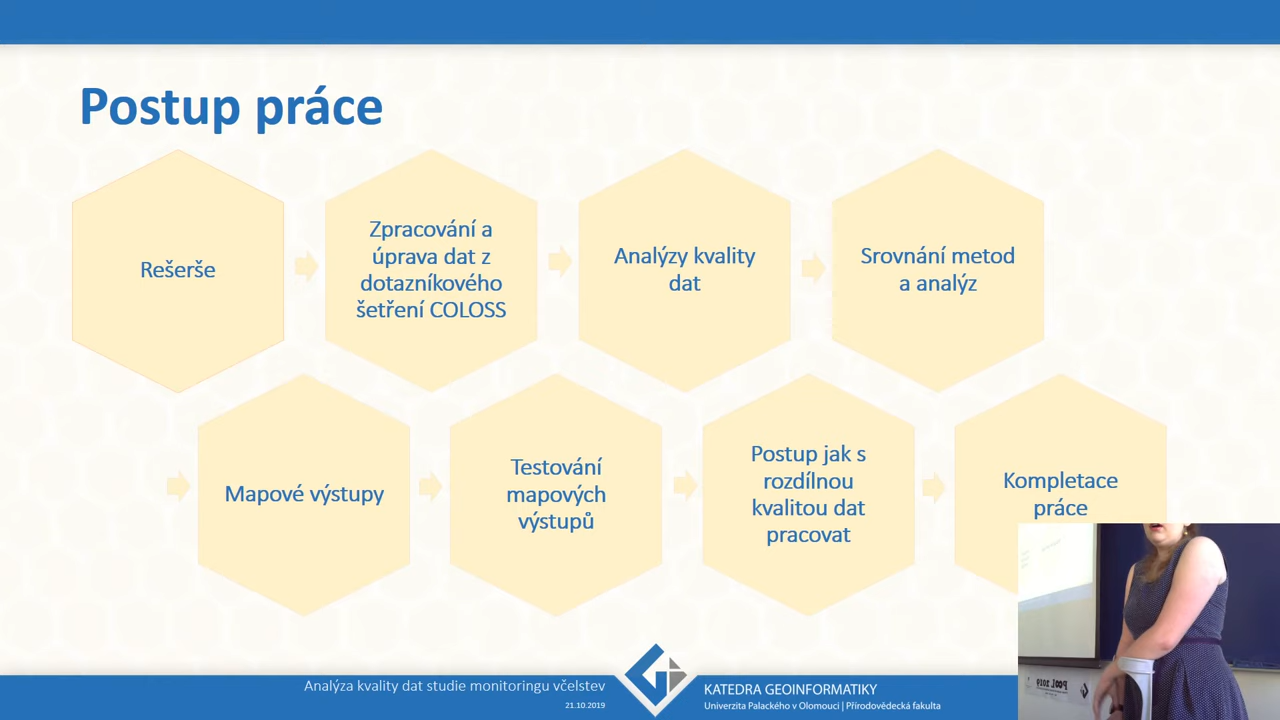 Postup práce
Rešerše
Zpracování a
úprava dat z
dotazníkového
šetření COLOSS
Analýzy kvality
dat
Srovnání metod
a analýz
Mapové výstupy
Testování
mapových
výstupů
Postup jak s
rozdílnou
kvalitou dat
pracovat
Kompletace
práce
Analýza kvality dat studie monitoringu včelstev
21.10.2019
KATEDRA GEOINFORMATIKY
Univerzita Palackého v Olomouci | Přírodovědecká fakulta